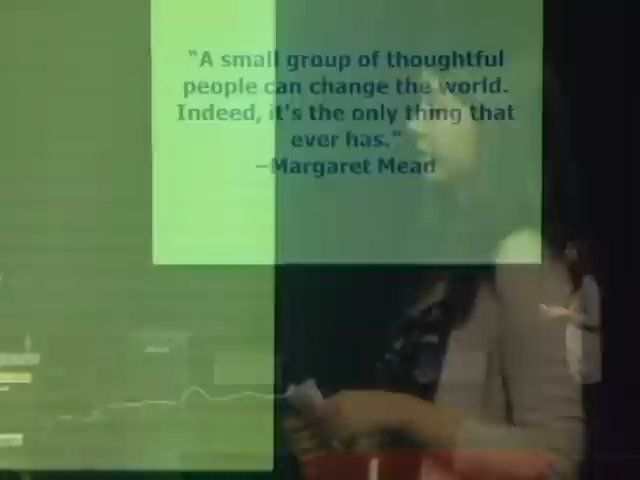 "A small group of thoughtful
people can change the world.
Indeed, it's the only thing that
ever has."
–Margaret Mead